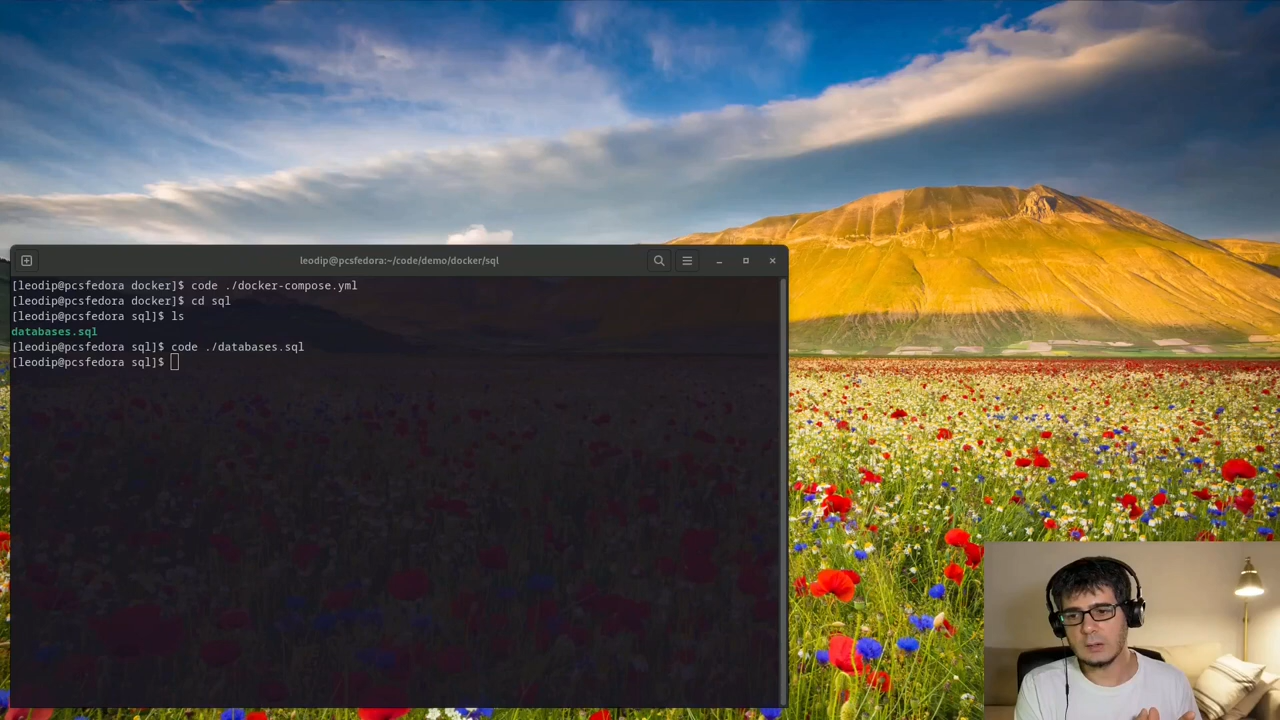 leodip@pcsfedora:~/code/demo/docker/sql
[leodip@pcsfedora docker]$ code ./docker-compose.yml
[leodip@pcsfedora docker]$ cd sql
[leodip@pcsfedora sql]$ ls
databases.sql
[leodip@pcsfedora sql]$ code ./databases.sql
[leodip@pcsfedora sql]$